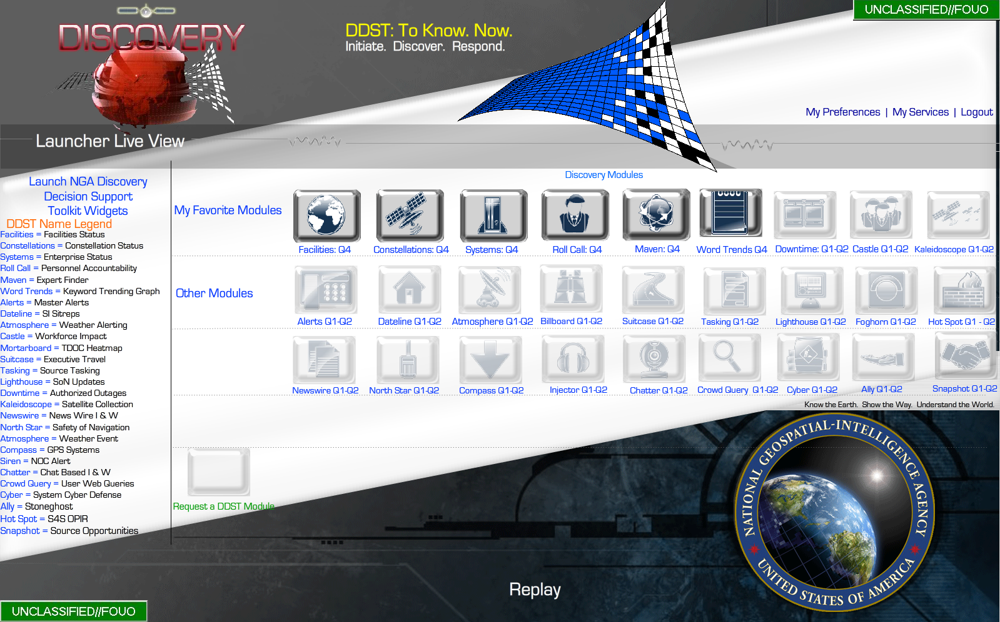 UNCLASSIFIED//FOUO
DISCOVERY
DDST: To Know. Now.
Initiate. Discover. Respond.
My Preferences | My Services | Logout
Launcher Live View
Launch NGA Discovery
Decision Support
Toolkit Widgets
DDST Name Legend
Facilities = Facilities Status
Constellations = Constellation Status
Systems = Enterprise Status
Roll Call = Personnel Accountability
Maven = Expert Finder
Word Trends = Keyword Trending Graph
Alerts = Master Alerts
Dateline = SI Sitreps
Atmosphere = Weather Alerting
Castle = Workforce Impact
Mortarboard = TDOC Heatmap
Suitcase = Executive Travel
Tasking = Source Tasking
Lighthouse = SoN Updates
Downtime = Authorized Outages
Kaleidoscope = Satellite Collection
Newswire = News Wire I & W
North Star = Safety of Navigation
Atmosphere = Weather Event
Compass = GPS Systems
Siren = NOC Alert
Chatter = Chat Based I & W
Crowd Query = User Web Queries
Cyber = System Cyber Defense
Ally = Stoneghost
Hot Spot = S4S OPIR
Snapshot = Source Opportunities
Discovery Modules
My Favorite Modules
Facilities: Q4 Constellations: Q4 Systems: Q4 Roll Call: Q4 Maven: Q4 Word Trends Q4 Downtime: Q1-Q2 Castle Q1-Q2 Kaleidoscope Q1-Q2
Other Modules
Alerts Q1-Q2 Dateline Q1-Q2 Atmosphere Q1-Q2 Billboard Q1-Q2 Suitcase Q1-Q2 Tasking Q1-Q2 Lighthouse Q1-Q2 Foghorn Q1-Q2 Hot Spot Q1 - Q2
Newswire Q1-Q2 North Star Q1-Q2 Compass Q1-Q2 Injector Q1-Q2 Chatter Q1-Q2 Crowd Query Q1-Q2 Cyber Q1-Q2 Ally Q1-Q2 Snapshot Q1-Q2
Know the Earth. Show the Way. Understand the World.
Request a DDST Module
NATIONAL GEOSPATIAL-INTELLIGENCE AGENCY
UNITED STATES OF AMERICA
Replay
UNCLASSIFIED//FOUO